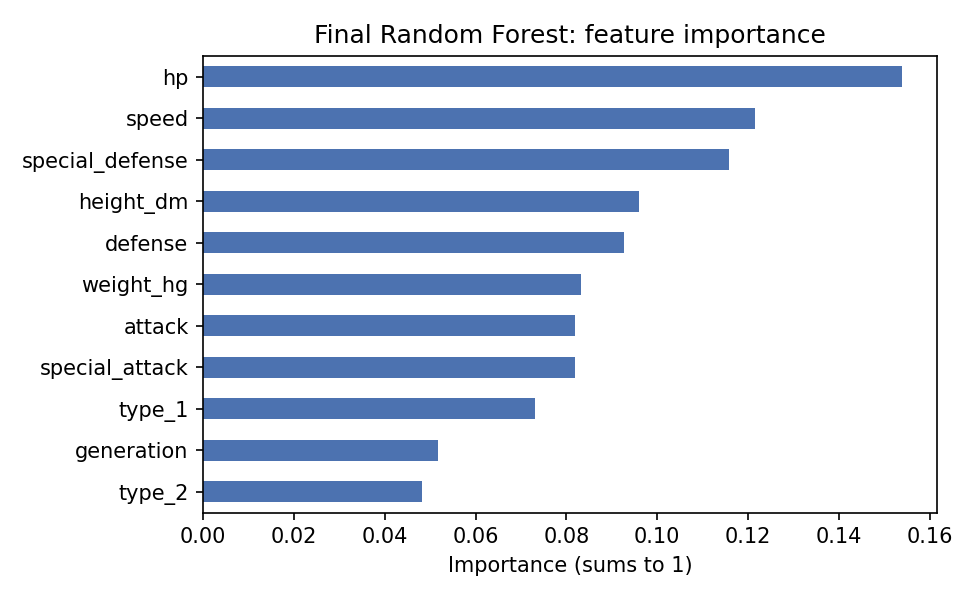 Final Random Forest: feature importance
hp
speed
special_defense
height_dm
defense
weight_hg
attack
special_attack
type_1
generation
type_2
0.00 0.02 0.04 0.06 0.08 0.10 0.12 0.14 0.16
Importance (sums to 1)